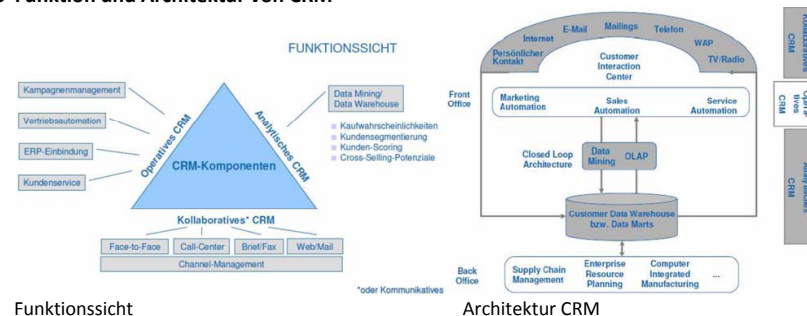 Funktion und Architektur von CRM
FUNKTIONSSICHT
Kampagnenmanagement
Vertriebsautomation
ERP-Einbindung
Kundenservice
Operatives CRM
Analytisches CRM
CRM-Komponenten
Data Mining/
Data Warehouse
Kaufwahrscheinlichkeiten
Kundensegmentierung
Kunden-Scoring
Cross-Selling-Potenziale
Kollaboratives* CRM
Face-to-Face
Call-Center
Brief/Fax
Web/Mail
Channel-Management
*oder Kommunikatives
Funktionssicht
Persönlicher
Kontakt
Internet
E-Mail
Mailings
Telefon
WAP
TV/Radio
Customer
Interaction
Center
Front
Office
Marketing
Automation
Sales
Automation
Service
Automation
Closed Loop
Architecture
Data
Mining
OLAP
Customer Data Warehouse
bzw. Data Marts
Back
Office
Supply Chain
Management
Enterprise
Resource
Planning
Computer
Integrated
Manufacturing
...
CRM
tives
CRM
CRM
Architektur CRM